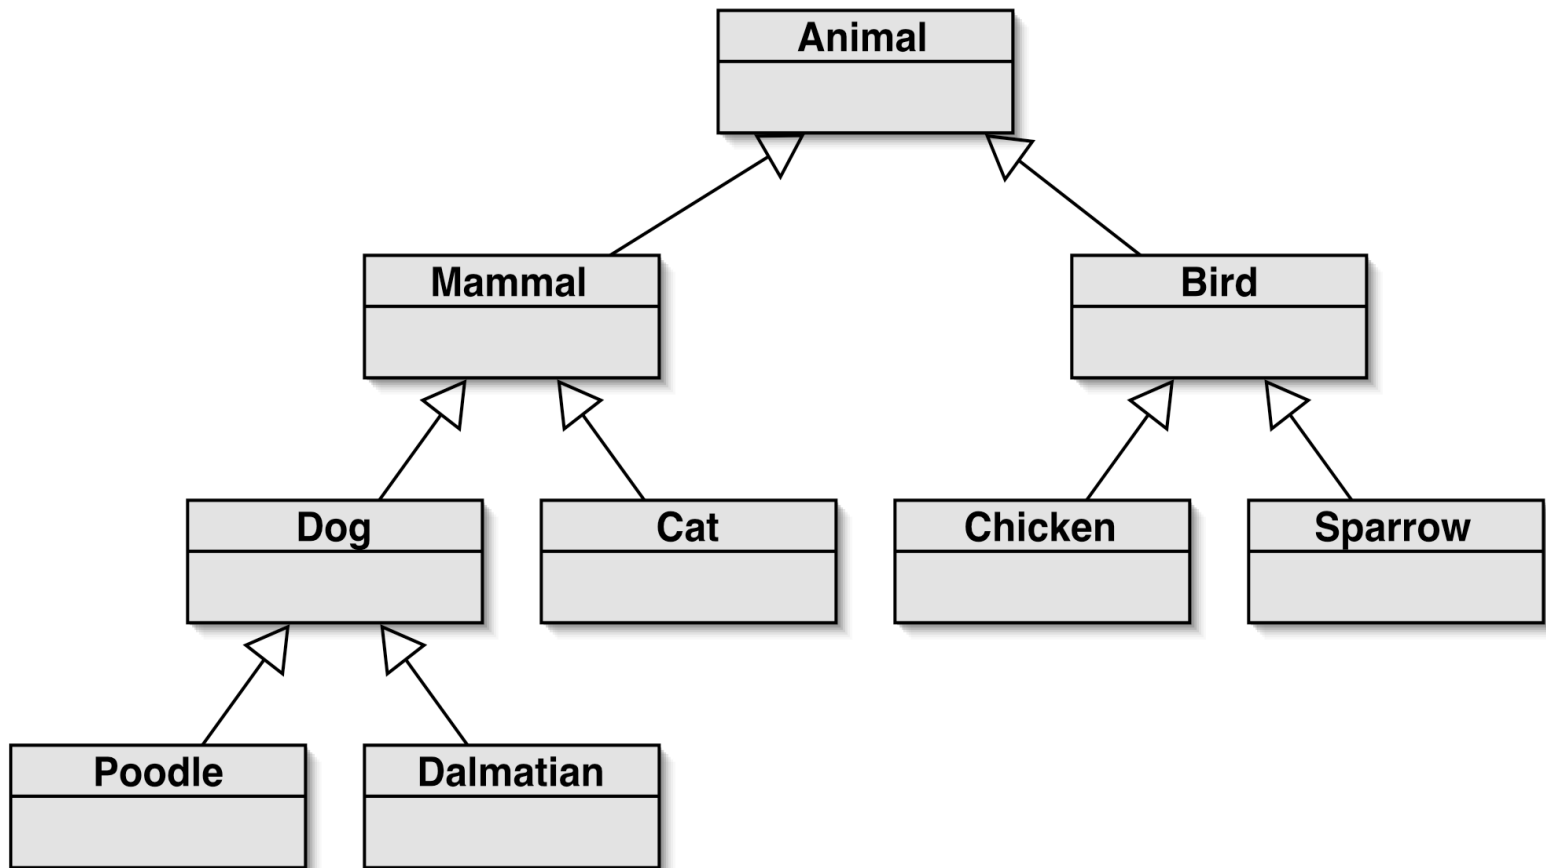 Animal
Mammal
Bird
Dog
Cat
Chicken
Sparrow
Poodle
Dalmatian